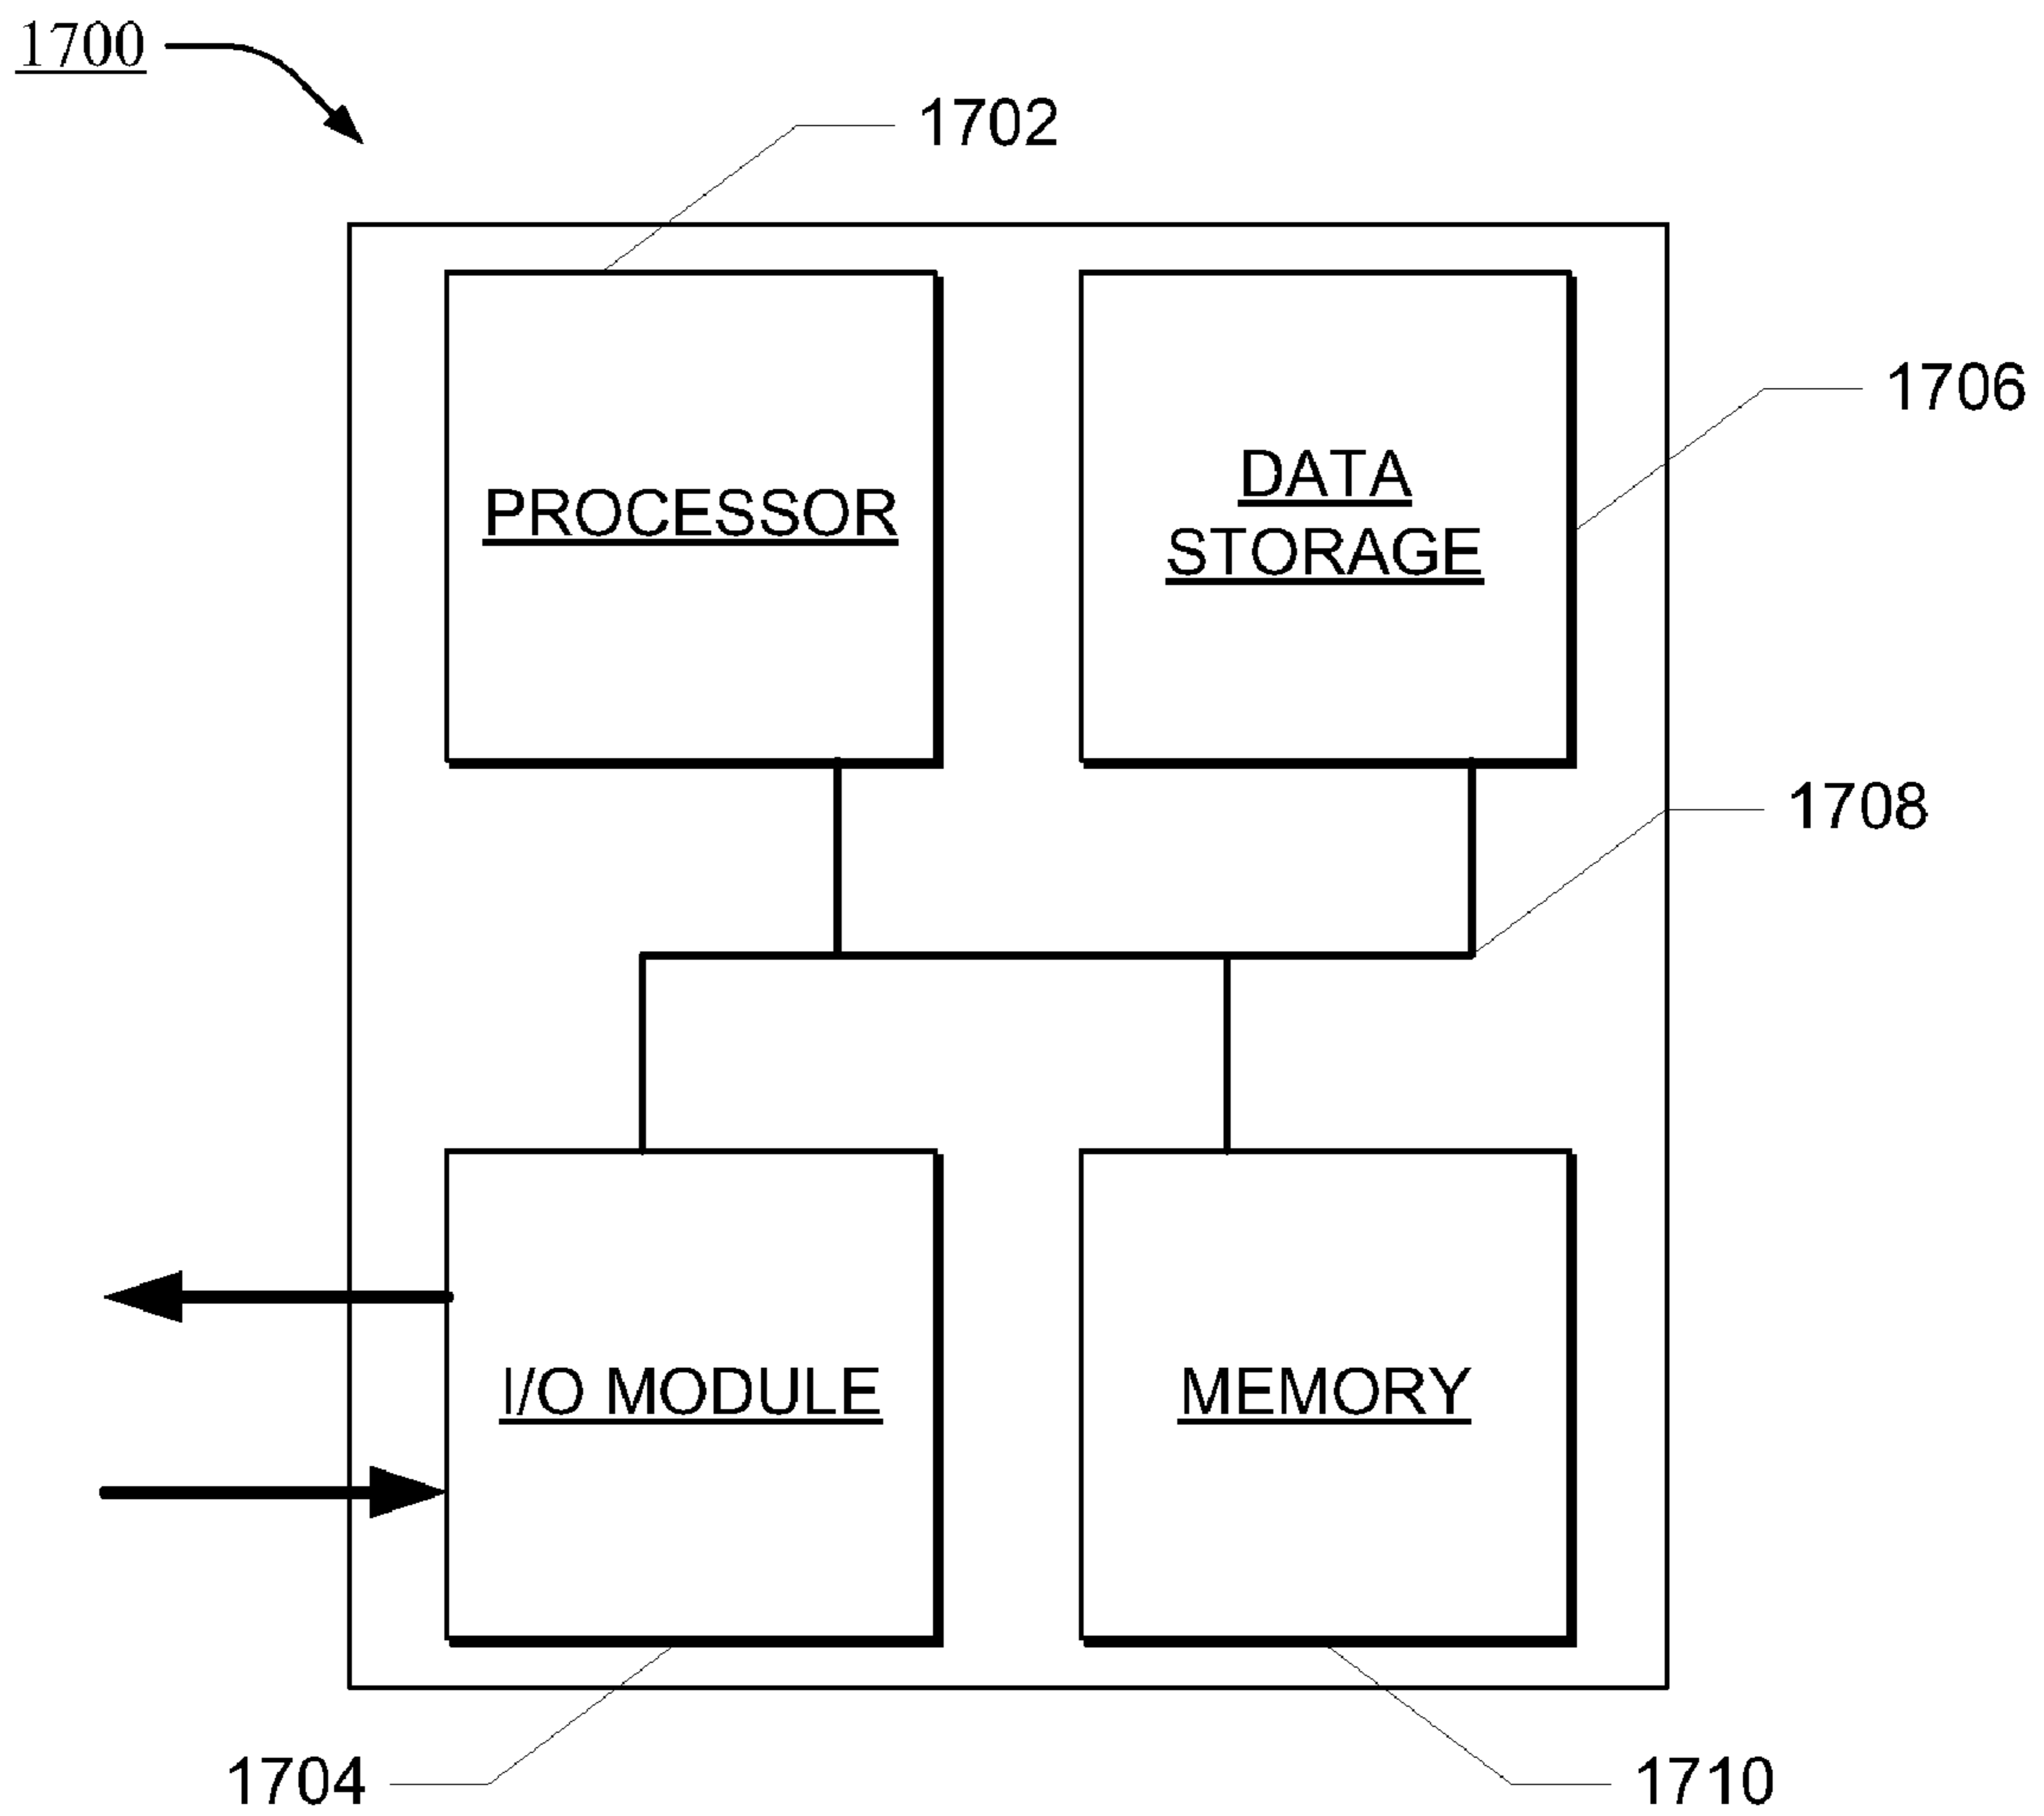 1700
1702
PROCESSOR
DATA
STORAGE
1706
1708
I/O MODULE
MEMORY
1704
1710